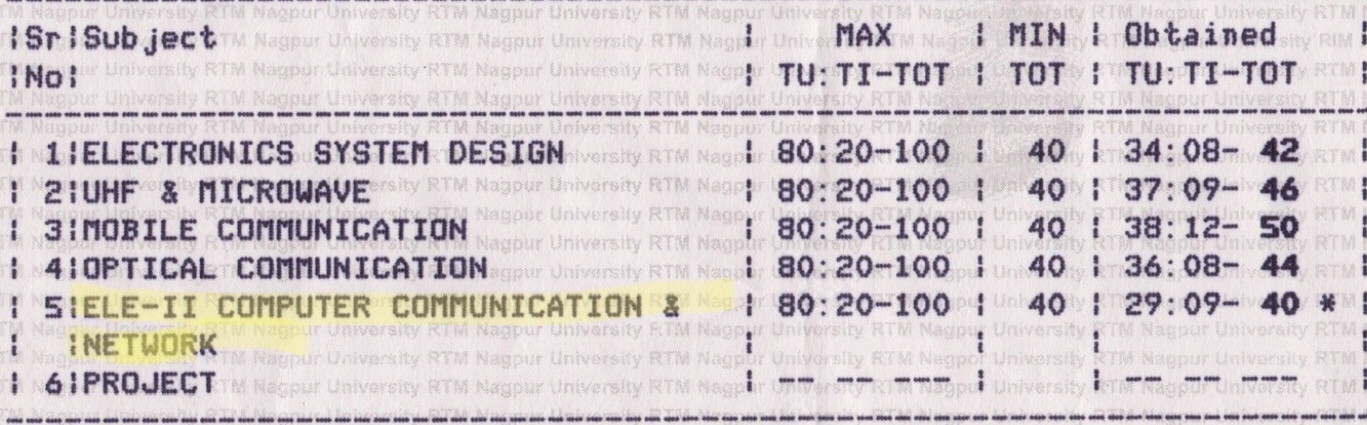 Sr Subject MAX MIN Obtained
No TU:TI-TOT TOT TU:TI-TOT
1 ELECTRONICS SYSTEM DESIGN 80:20-100 40 34:08- 42
2 UHF & MICROWAVE 80:20-100 40 37:09- 46
3 MOBILE COMMUNICATION 80:20-100 40 38:12- 50
4 OPTICAL COMMUNICATION 80:20-100 40 36:08- 44
5 ELE-II COMPUTER COMMUNICATION & 80:20-100 40 29:09- 40 *
NETWORK
6 PROJECT -- -- --- -- -- ---
RTM Nagpur University